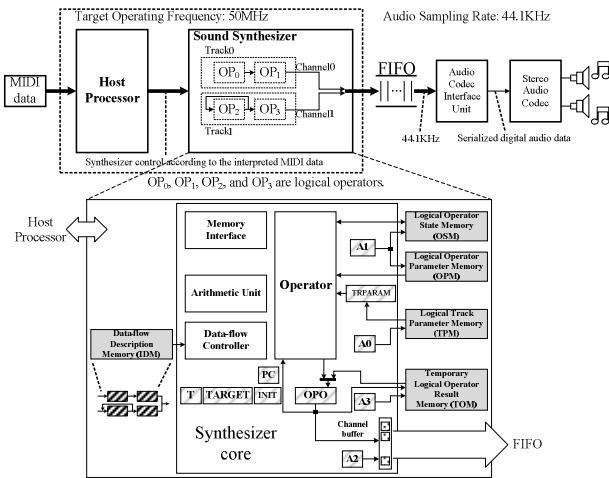 Target Operating Frequency: 50MHz
Audio Sampling Rate: 44.1KHz
Sound Synthesizer
Track0
Channel0
OP0
OP1
OP2
OP3
Channel1
Track1
MIDI
data
Host
Processor
FIFO
44.1KHz
Audio
Codec
Interface
Unit
Stereo
Audio
Codec
Serialized digital audio data
Synthesizer control according to the interpreted MIDI data
OP0, OP1, OP2, and OP3 are logical operators.
Host
Processor
Memory
Interface
Arithmetic Unit
Data-flow
Controller
Operator
A1
TRPARAM
A0
Logical Operator
State Memory
(OSM)
Logical Operator
Parameter Memory
(OPM)
Logical Track
Parameter Memory
(TPM)
Temporary
Logical Operator
Result
Memory (TOM)
Data-flow
Description
Memory (IDM)
PC
T
TARGET
INIT
OPO
A3
Synthesizer
core
Channel
buffer
A2
FIFO